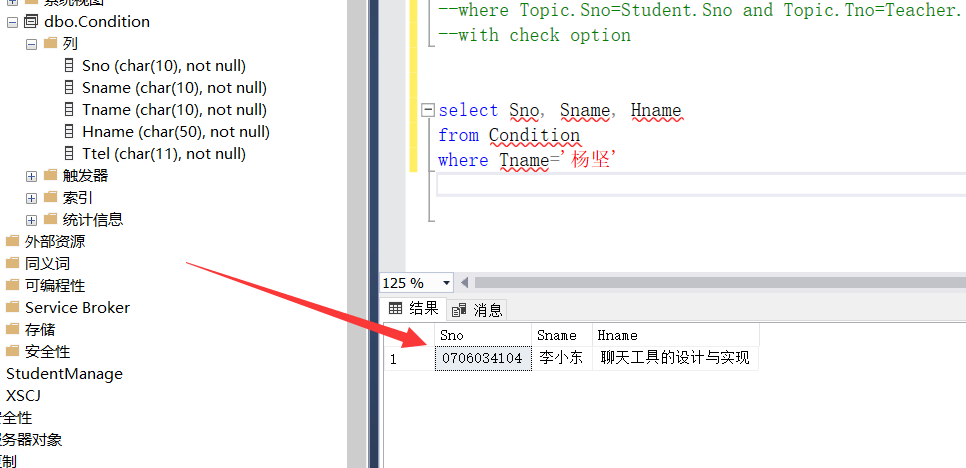 系统视图
dbo.Condition
列
Sno (char(10), not null)
Sname (char(10), not null)
Tname (char(10), not null)
Hname (char(50), not null)
Ttel (char(11), not null)
触发器
索引
统计信息
外部资源
同义词
可编程性
Service Broker
存储
安全性
StudentManage
XSCJ
安全性
服务器对象
复制
--where Topic.Sno=Student.Sno and Topic.Tno=Teacher.
--with check option
select Sno, Sname, Hname
from Condition
where Tname='杨坚'
125 %
结果
消息
Sno Sname Hname
1 0706034104 李小东 聊天工具的设计与实现